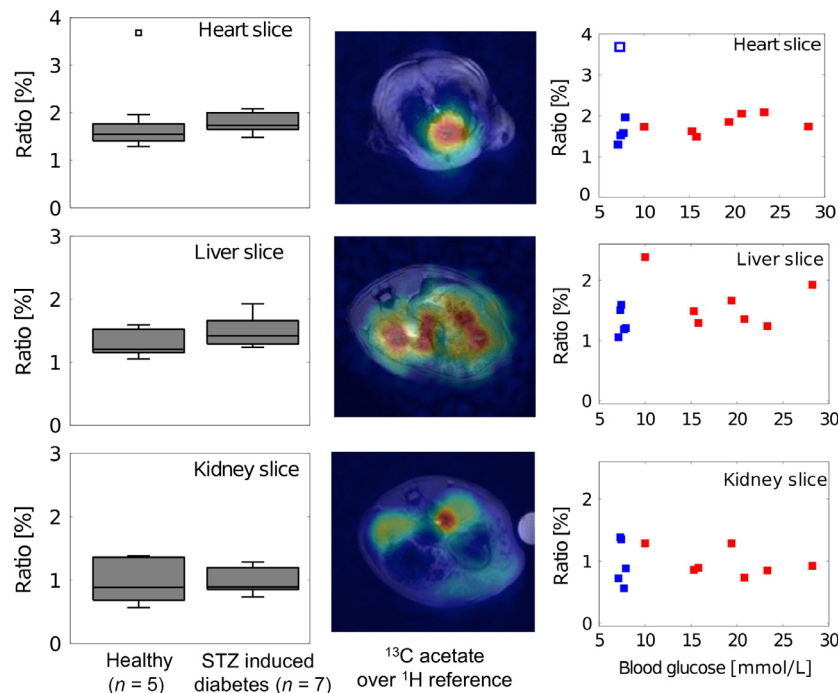 4
3
2
1
0
Ratio [%]
Heart slice
4
3
2
1
0
Ratio [%]
Heart slice
5 10 15 20 25 30
3
2
1
0
Ratio [%]
Liver slice
2
1
0
Ratio [%]
Liver slice
5 10 15 20 25 30
3
2
1
0
Ratio [%]
Kidney slice
2
1
0
Ratio [%]
Kidney slice
5 10 15 20 25 30
Blood glucose [mmol/L]
Healthy
(n = 5)
STZ induced
diabetes (n = 7)
¹³C acetate
over ¹H reference